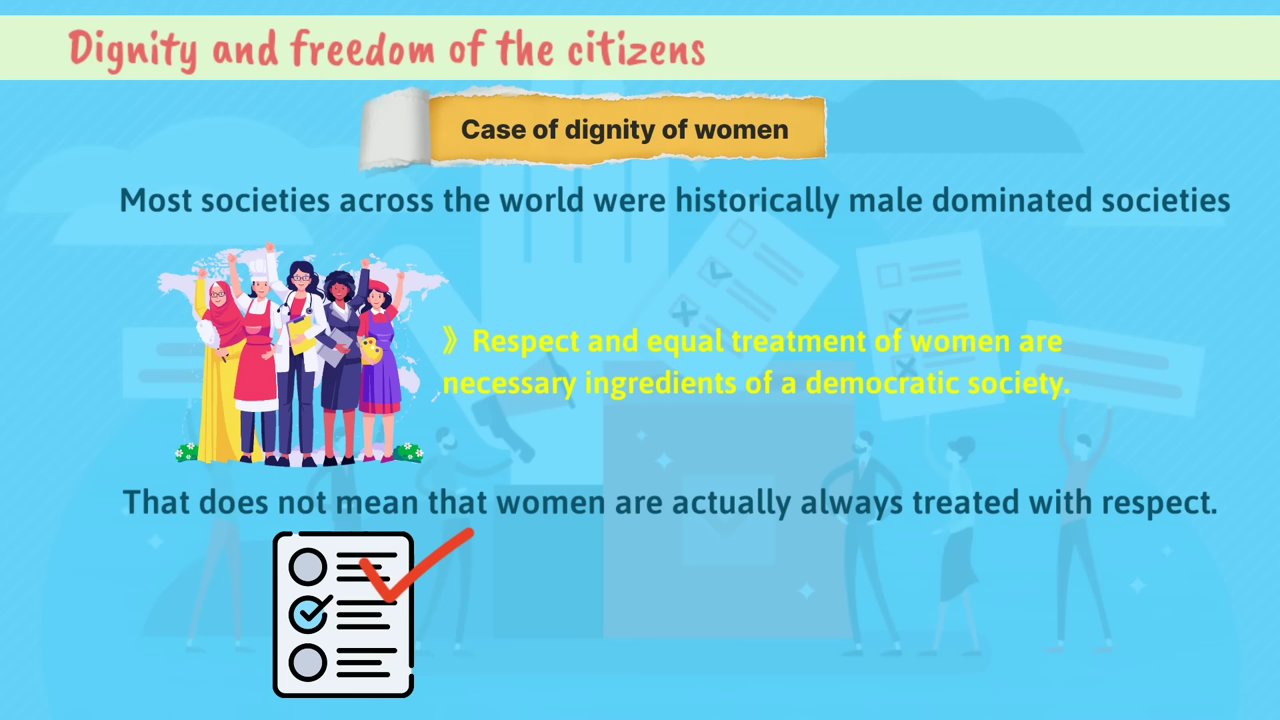 Dignity and freedom of the citizens
Case of dignity of women
Most societies across the world were historically male dominated societies
》Respect and equal treatment of women are
necessary ingredients of a democratic society.
That does not mean that women are actually always treated with respect.